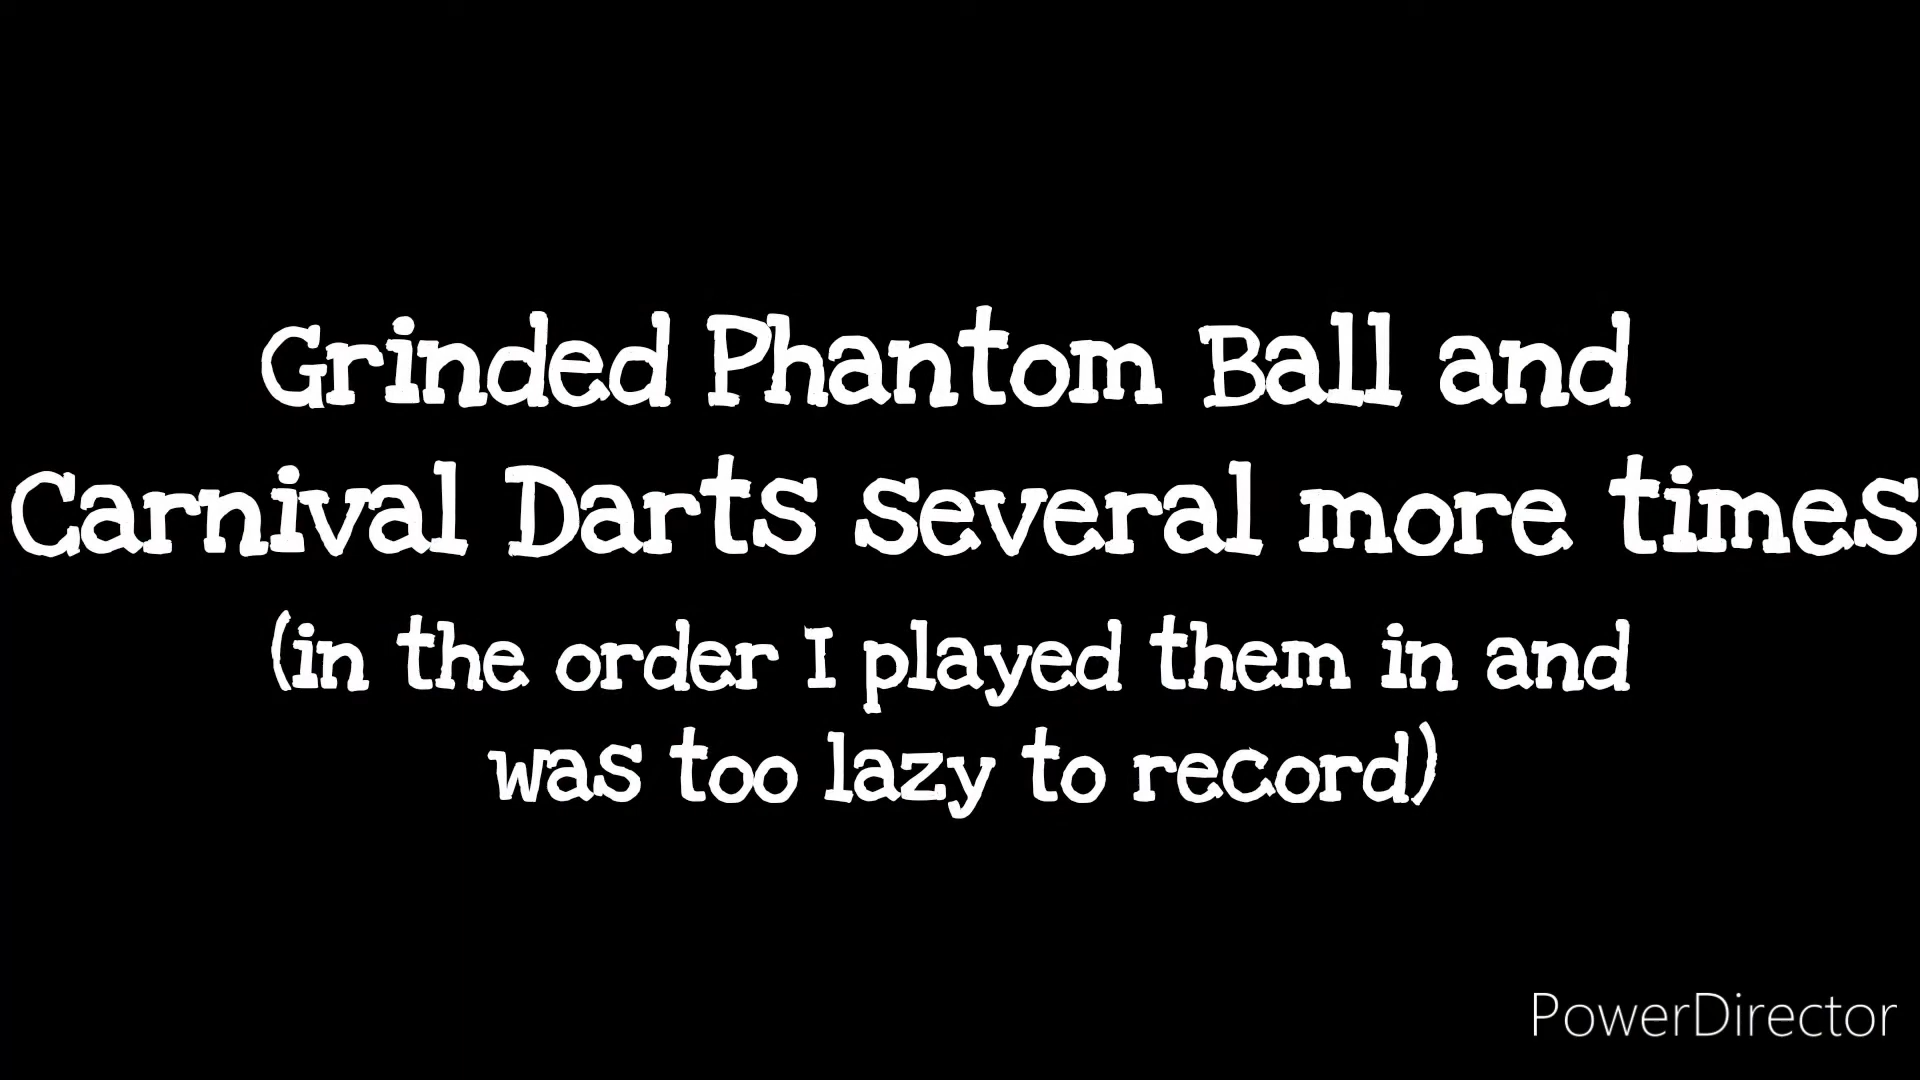 Grinded Phantom Ball and
Carnival Darts several more times
(in the order I played them in and
was too lazy to record)
PowerDirector